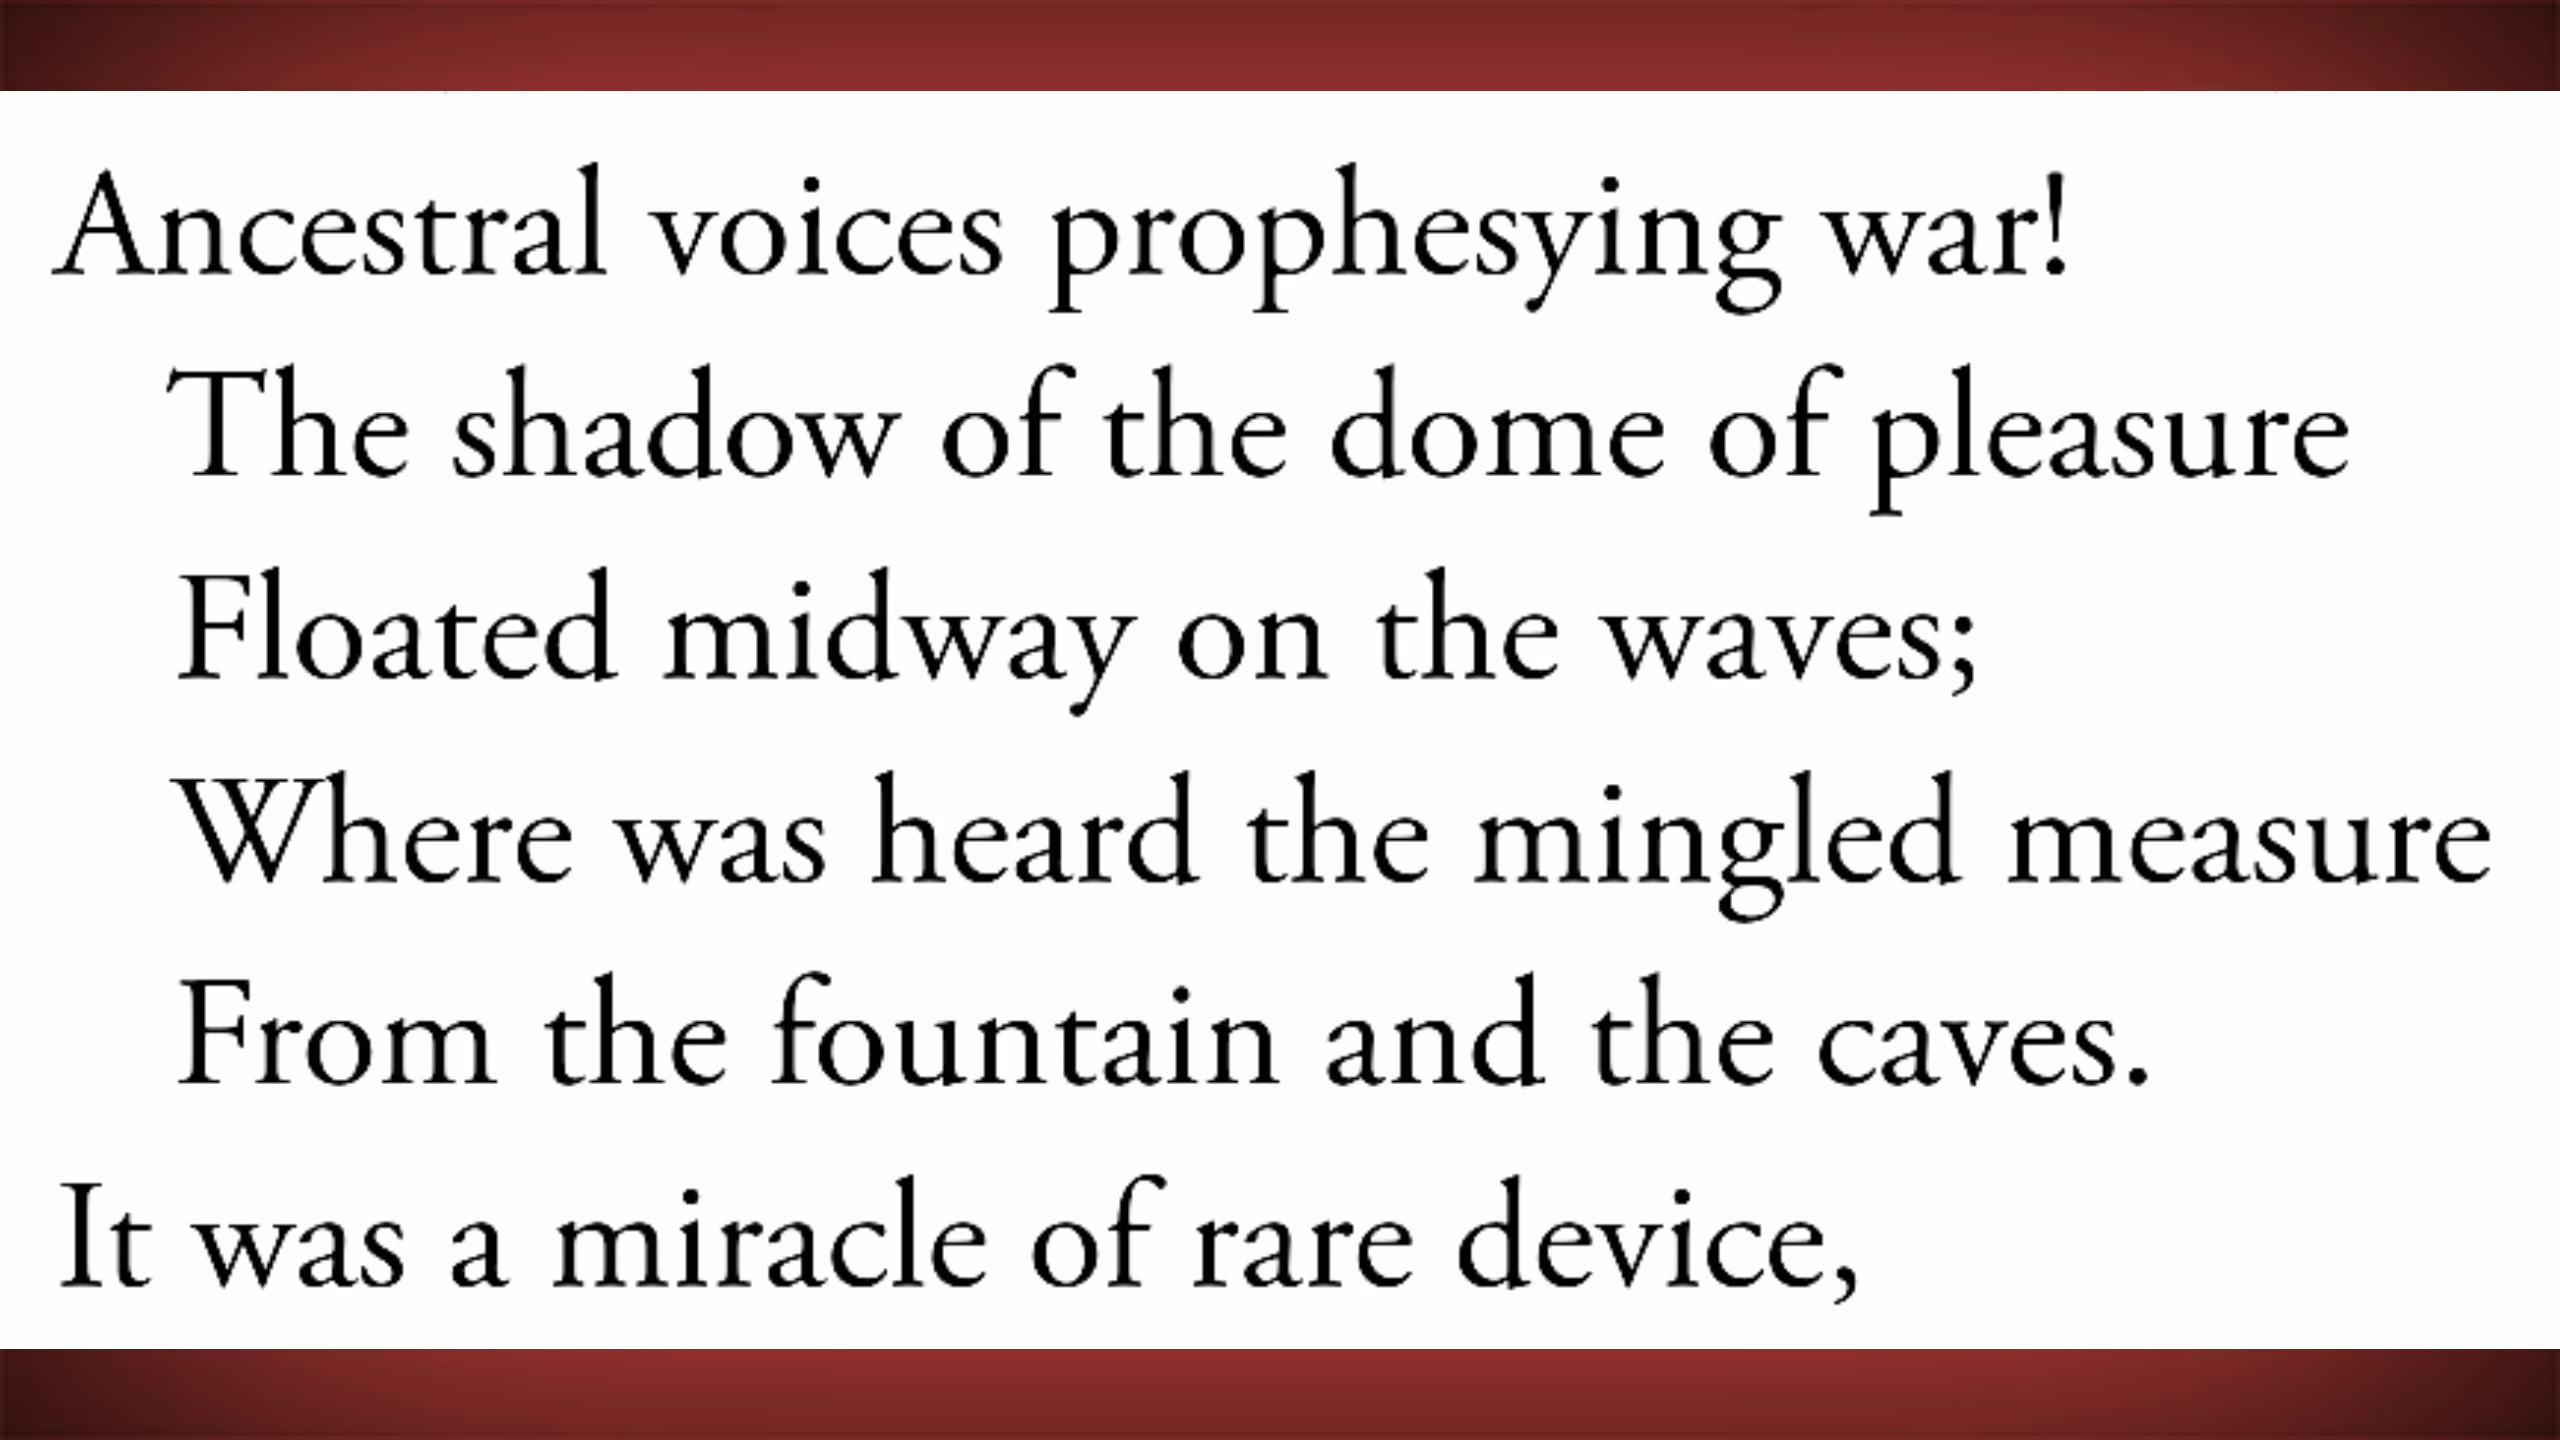 Ancestral voices prophesying war!
The shadow of the dome of pleasure
Floated midway on the waves;
Where was heard the mingled measure
From the fountain and the caves.
It was a miracle of rare device,